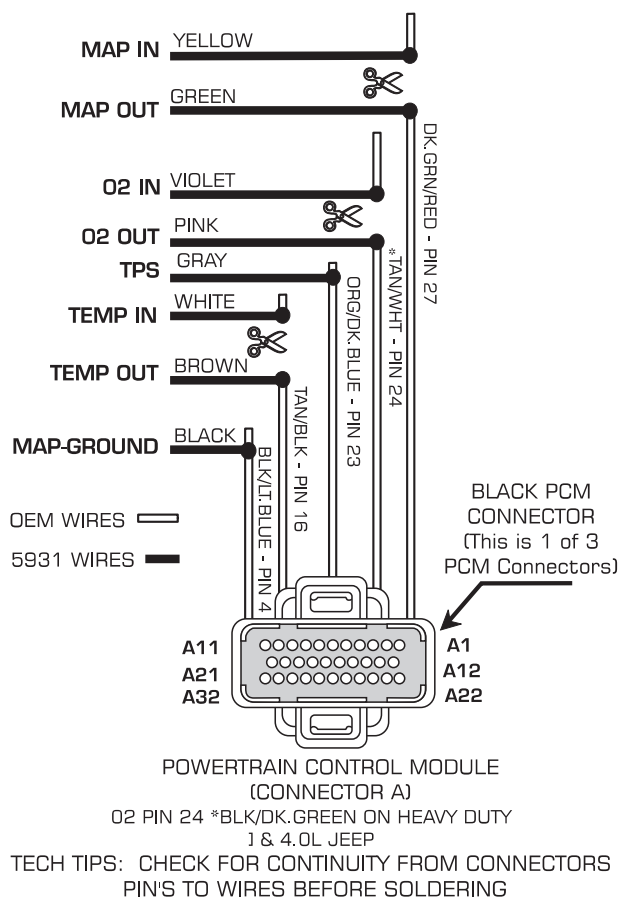 MAP IN YELLOW
MAP OUT GREEN
O2 IN VIOLET
O2 OUT PINK
TPS GRAY
TEMP IN WHITE
TEMP OUT BROWN
MAP-GROUND BLACK
DK.GRN/RED - PIN 27
*TAN/WHT - PIN 24
ORG/DK.BLUE - PIN 23
TAN/BLK - PIN 16
BLK/LT.BLUE - PIN 4
OEM WIRES
5931 WIRES
BLACK PCM
CONNECTOR
(This is 1 of 3
PCM Connectors)
A11 A1
A21 A12
A32 A22
POWERTRAIN CONTROL MODULE
(CONNECTOR A)
02 PIN 24 *BLK/DK.GREEN ON HEAVY DUTY
] & 4.0L JEEP
TECH TIPS: CHECK FOR CONTINUITY FROM CONNECTORS
PIN'S TO WIRES BEFORE SOLDERING